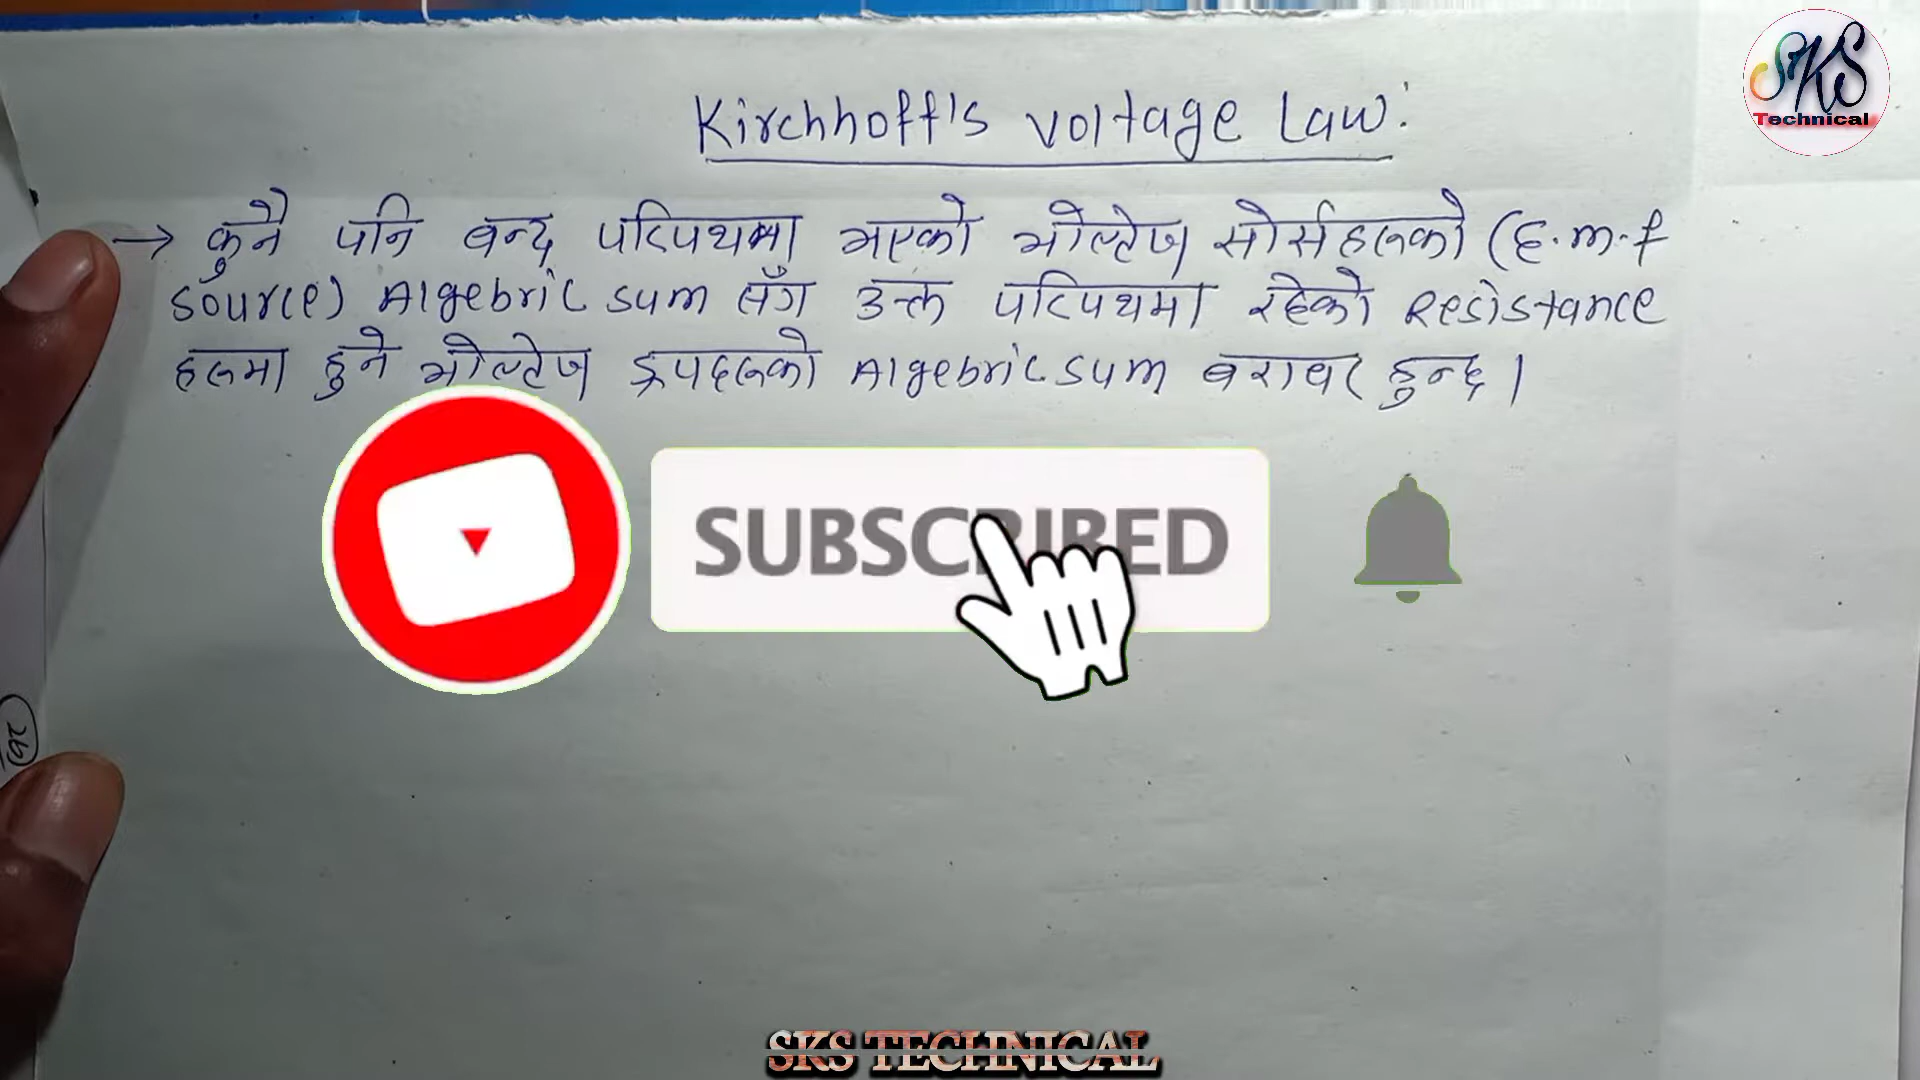 SKS
Technical
Kirchhoff's voltage Law:
→ कुनै पनि बन्द परिपथमा भएको भोल्टेज सोर्सहरुको (E.m.f
source) Algebric sum सँग उक्त परिपथमा रहेको Resistance
हरुमा हुने भोल्टेज ड्रपहरुको Algebric sum बराबर हुन्छ ।
SUBSCRIBED
SKS TECHNICAL